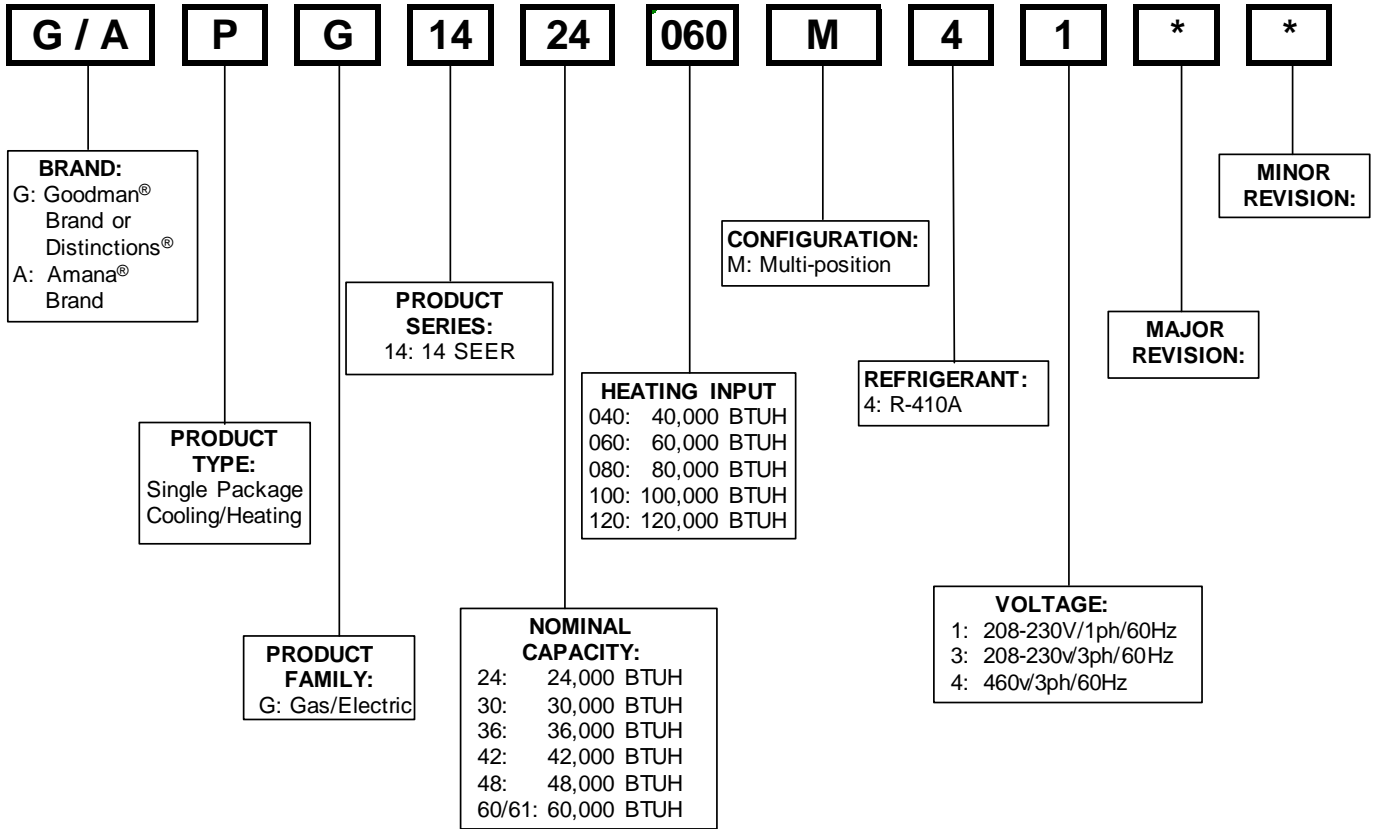 G / A P G 14 24 060 M 4 1 * *
BRAND:
G: Goodman®
Brand or
Distinctions®
A: Amana®
Brand
PRODUCT
TYPE:
Single Package
Cooling/Heating
PRODUCT
FAMILY:
G: Gas/Electric
PRODUCT
SERIES:
14: 14 SEER
NOMINAL
CAPACITY:
24: 24,000 BTUH
30: 30,000 BTUH
36: 36,000 BTUH
42: 42,000 BTUH
48: 48,000 BTUH
60/61: 60,000 BTUH
HEATING INPUT
040: 40,000 BTUH
060: 60,000 BTUH
080: 80,000 BTUH
100: 100,000 BTUH
120: 120,000 BTUH
CONFIGURATION:
M: Multi-position
REFRIGERANT:
4: R-410A
VOLTAGE:
1: 208-230V/1ph/60Hz
3: 208-230v/3ph/60Hz
4: 460v/3ph/60Hz
MAJOR
REVISION:
MINOR
REVISION: